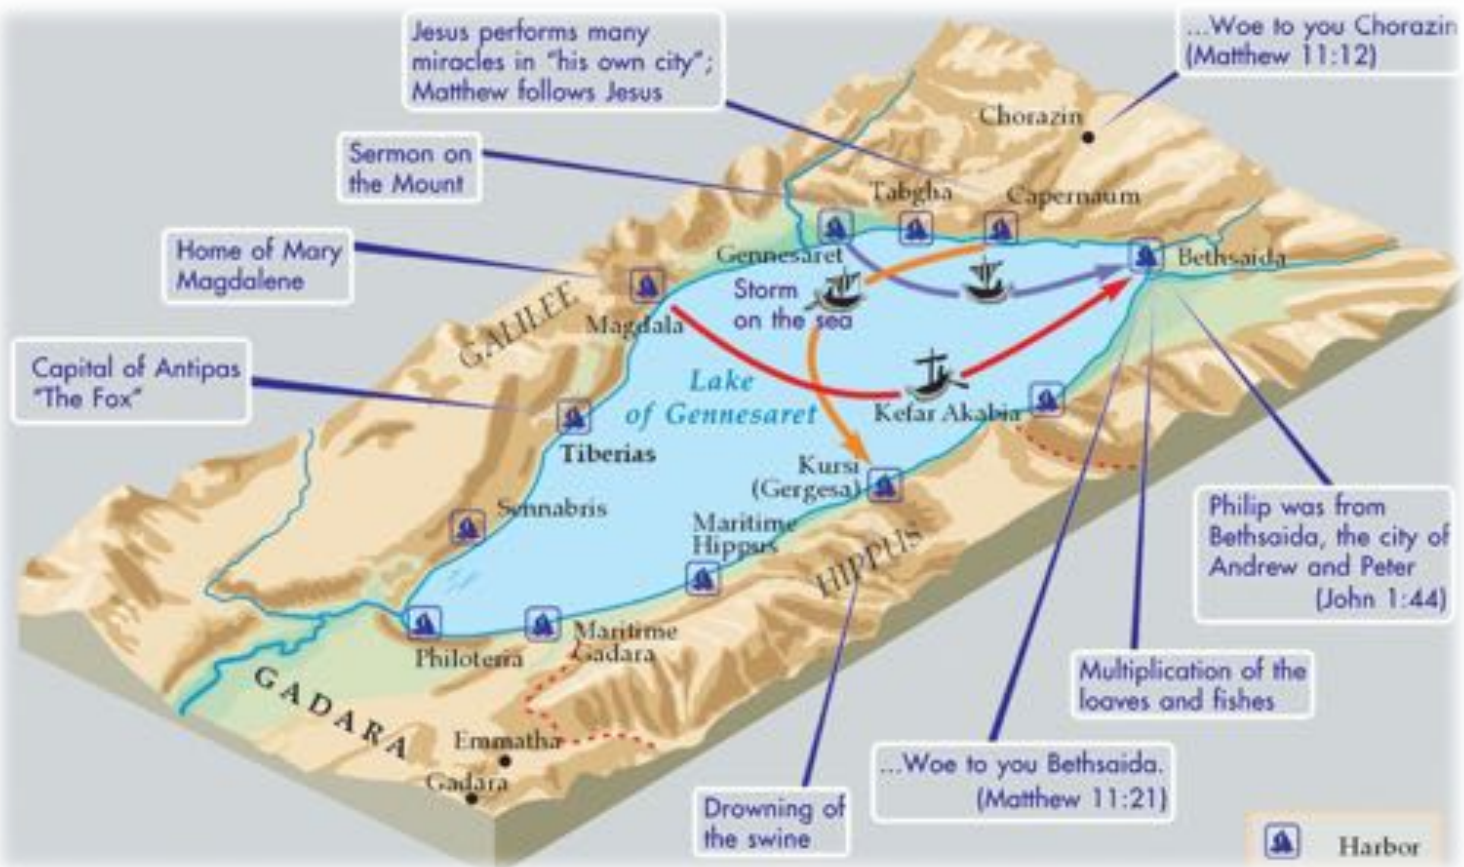 Jesus performs many
miracles in "his own city";
Matthew follows Jesus
...Woe to you Chorazin
(Matthew 11:12)
Chorazin
Sermon on
the Mount
Tabgha
Capernaum
Home of Mary
Magdalene
Gennesaret
Bethsaida
Storm
on the sea
GALILEE
Magdala
Capital of Antipas
"The Fox"
Lake
of Gennesaret
Kefar Akabia
Tiberias
Kursi
(Gergesa)
Sennabris
Maritime
Hippus
HIPPUS
Philip was from
Bethsaida, the city of
Andrew and Peter
(John 1:44)
Philoteria
Maritime
Gadara
GADARA
Multiplication of the
loaves and fishes
Emmatha
Gadara
...Woe to you Bethsaida.
(Matthew 11:21)
Drowning of
the swine
Harbor